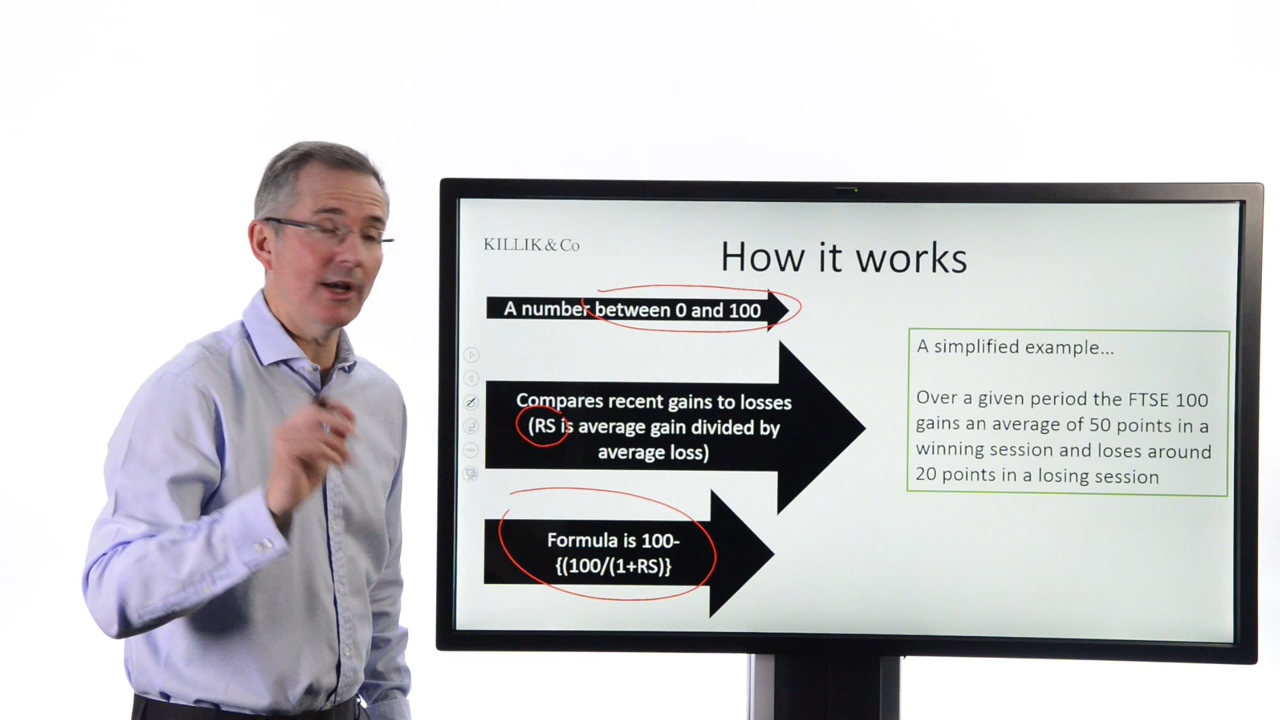 KILLIK & Co
How it works
A number between 0 and 100
Compares recent gains to losses
(RS is average gain divided by
average loss)
Formula is 100-
{(100/(1+RS)}
A simplified example...
Over a given period the FTSE 100
gains an average of 50 points in a
winning session and loses around
20 points in a losing session